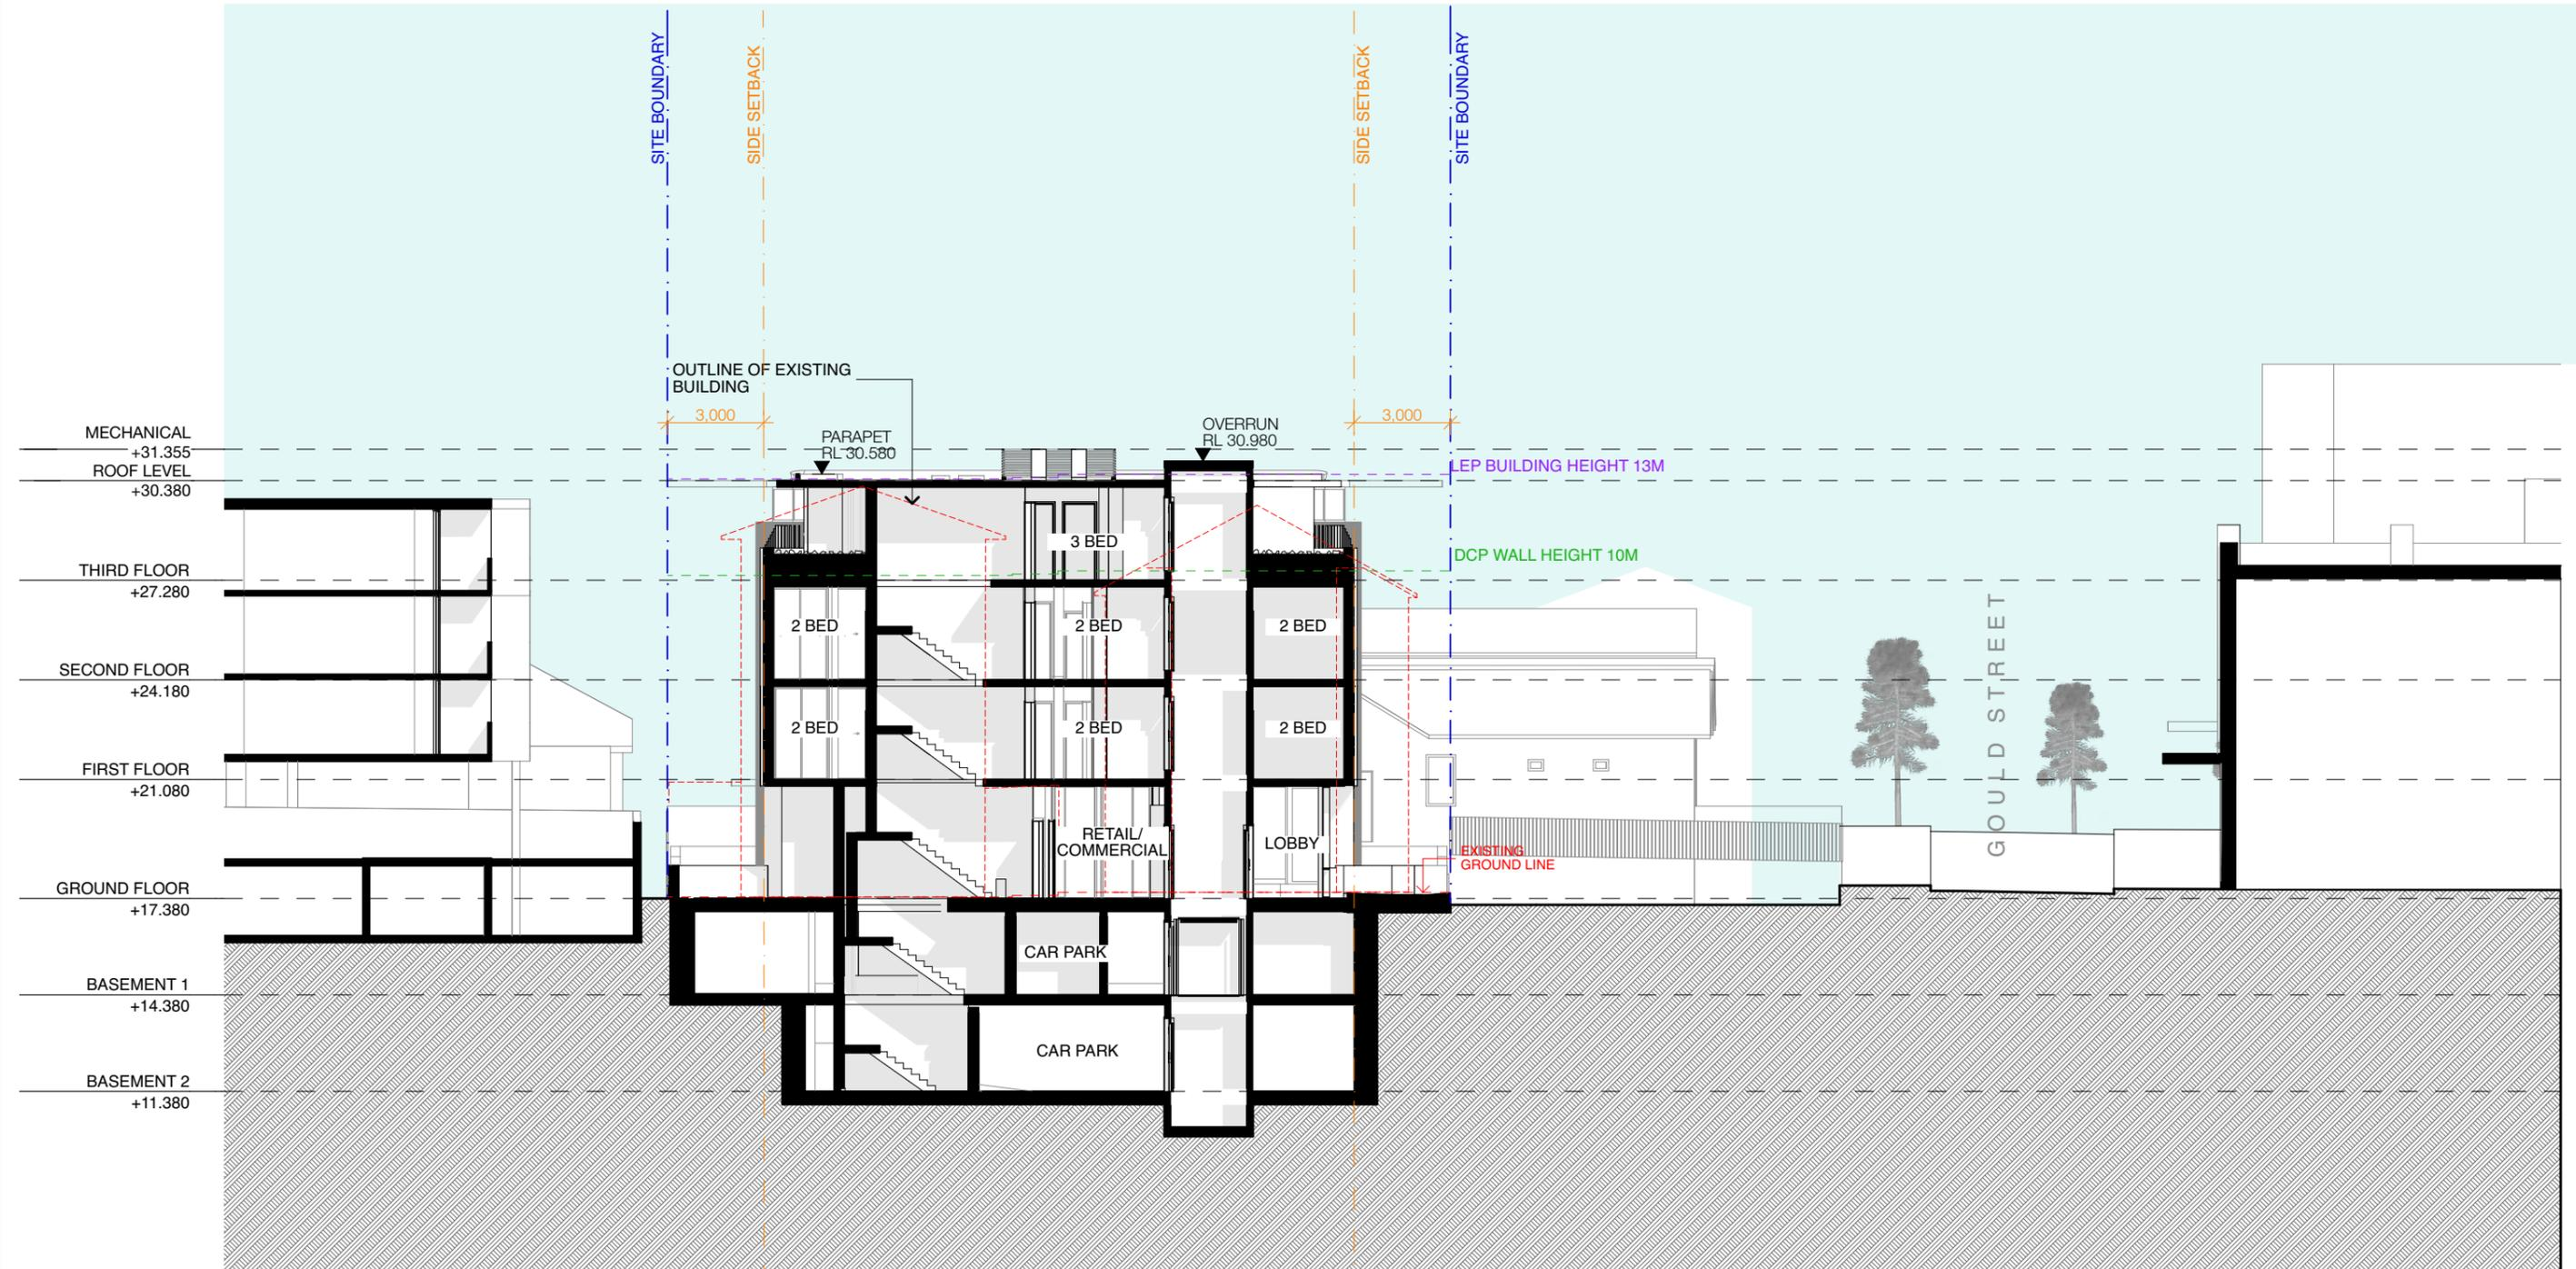 SITE BOUNDARY
SIDE SETBACK
SIDE SETBACK
SITE BOUNDARY
OUTLINE OF EXISTING
BUILDING
3,000
3,000
PARAPET
RL 30.580
OVERRUN
RL 30.980
MECHANICAL
+31.355
ROOF LEVEL
+30.380
LEP BUILDING HEIGHT 13M
3 BED
DCP WALL HEIGHT 10M
THIRD FLOOR
+27.280
2 BED
2 BED
2 BED
SECOND FLOOR
+24.180
2 BED
2 BED
2 BED
GOULD STREET
FIRST FLOOR
+21.080
RETAIL/
COMMERCIAL
LOBBY
EXISTING
GROUND LINE
GROUND FLOOR
+17.380
CAR PARK
BASEMENT 1
+14.380
CAR PARK
BASEMENT 2
+11.380